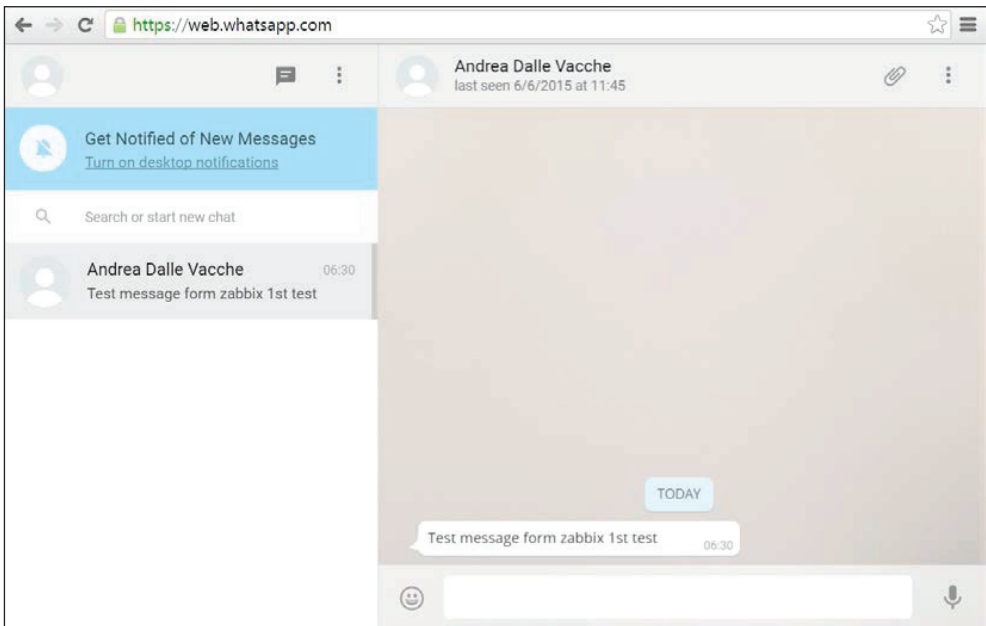 https://web.whatsapp.com
Andrea Dalle Vacche
last seen 6/6/2015 at 11:45
Get Notified of New Messages
Turn on desktop notifications
Search or start new chat
Andrea Dalle Vacche 06:30
Test message form zabbix 1st test
TODAY
Test message form zabbix 1st test 06:30